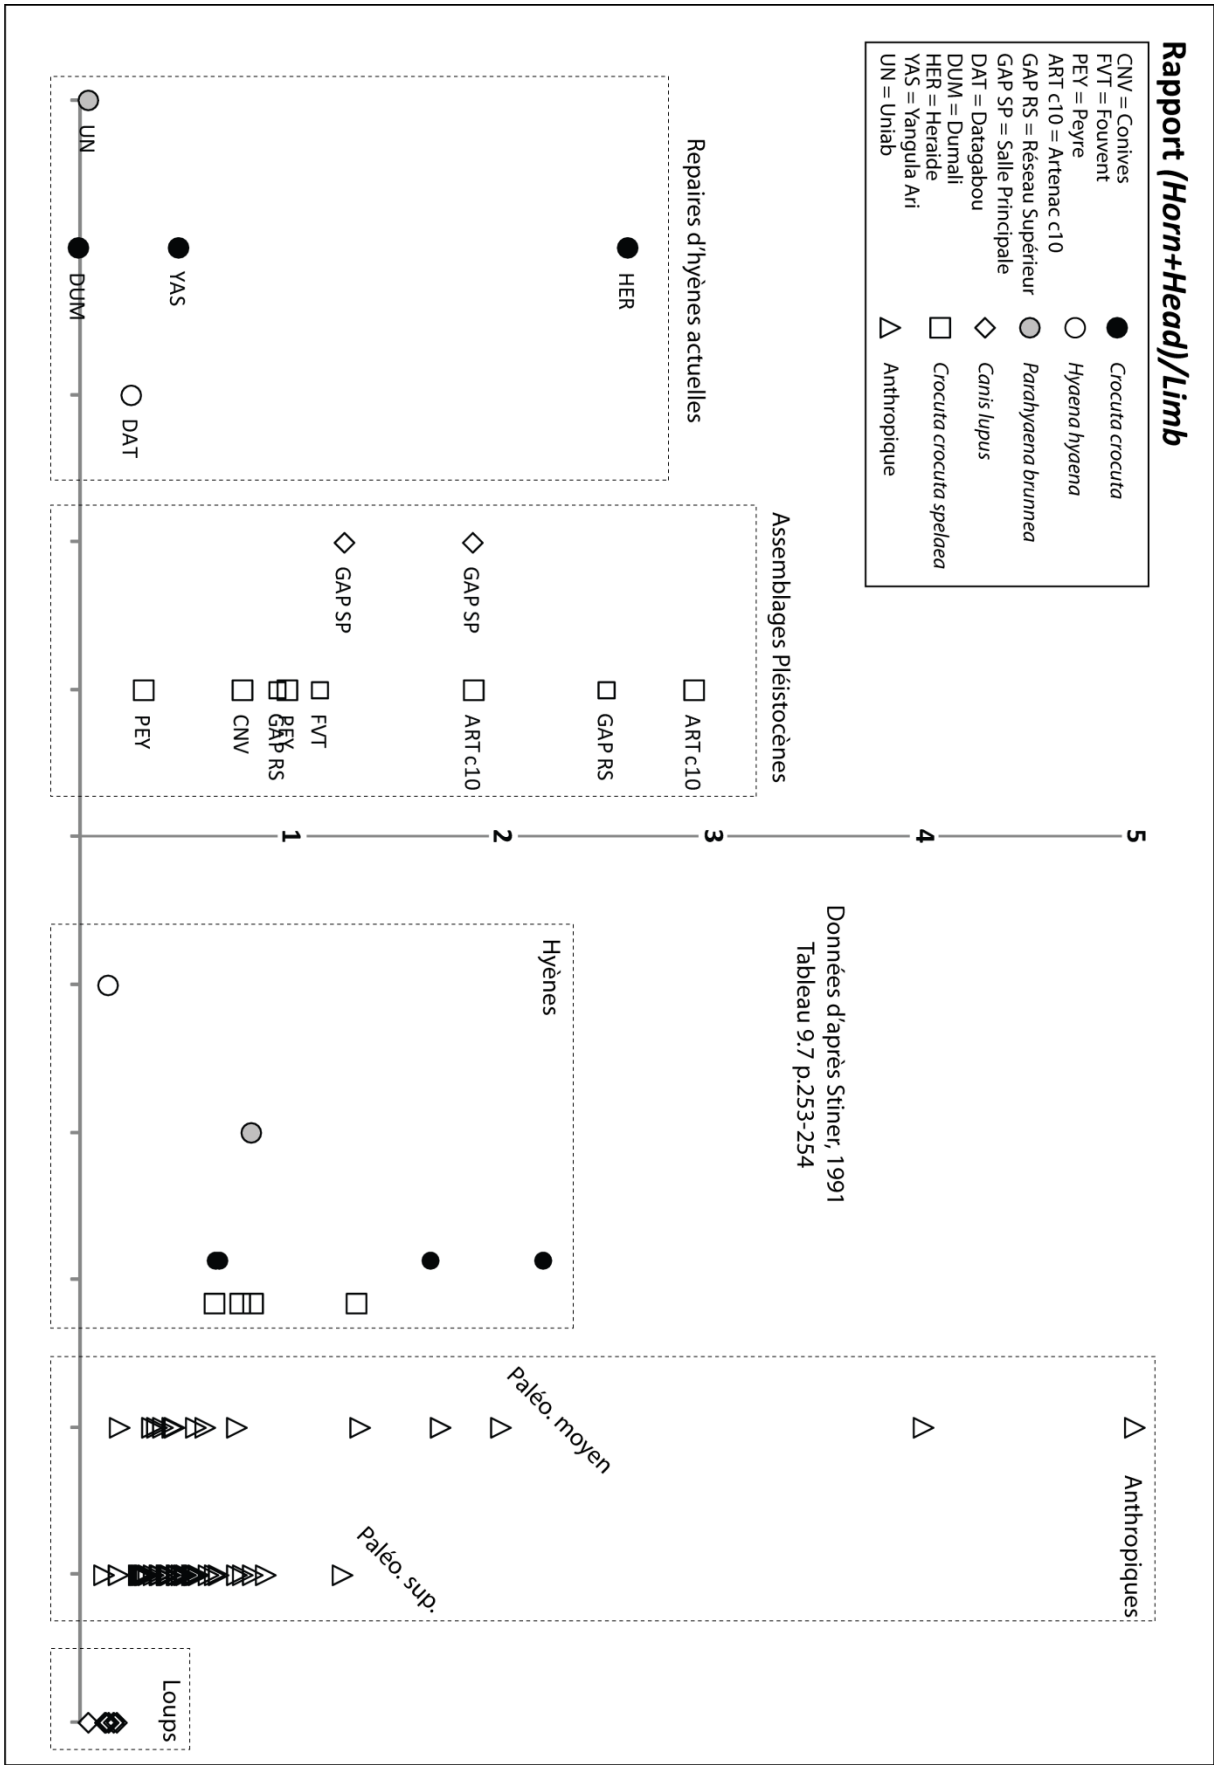 Rapport (Horn+Head)/Limb
CNV = Conives
FVT = Fouvent
PEY = Peyre
ART c10 = Artenac c10
GAP RS = Réseau Supérieur
GAP SP = Salle Principale
DAT = Datagabou
DUM = Dumali
HER = Heraide
YAS = Yangula Ari
UN = Uniab
Crocuta crocuta
Hyaena hyaena
Parahyaena brunnea
Canis lupus
Crocuta crocuta spelaea
Anthropique
Repaires d'hyènes actuelles
HER
YAS
DUM
UN
DAT
Assemblages Pléistocènes
GAP SP
GAP SP
ART c10
GAP RS
ART c10
FVT
PEY
GAP RS
CNV
PEY
5
4
3
2
1
Données d'après Stiner, 1991
Tableau 9.7 p.253-254
Hyènes
Anthropiques
Paléo. moyen
Paléo. sup.
Loups